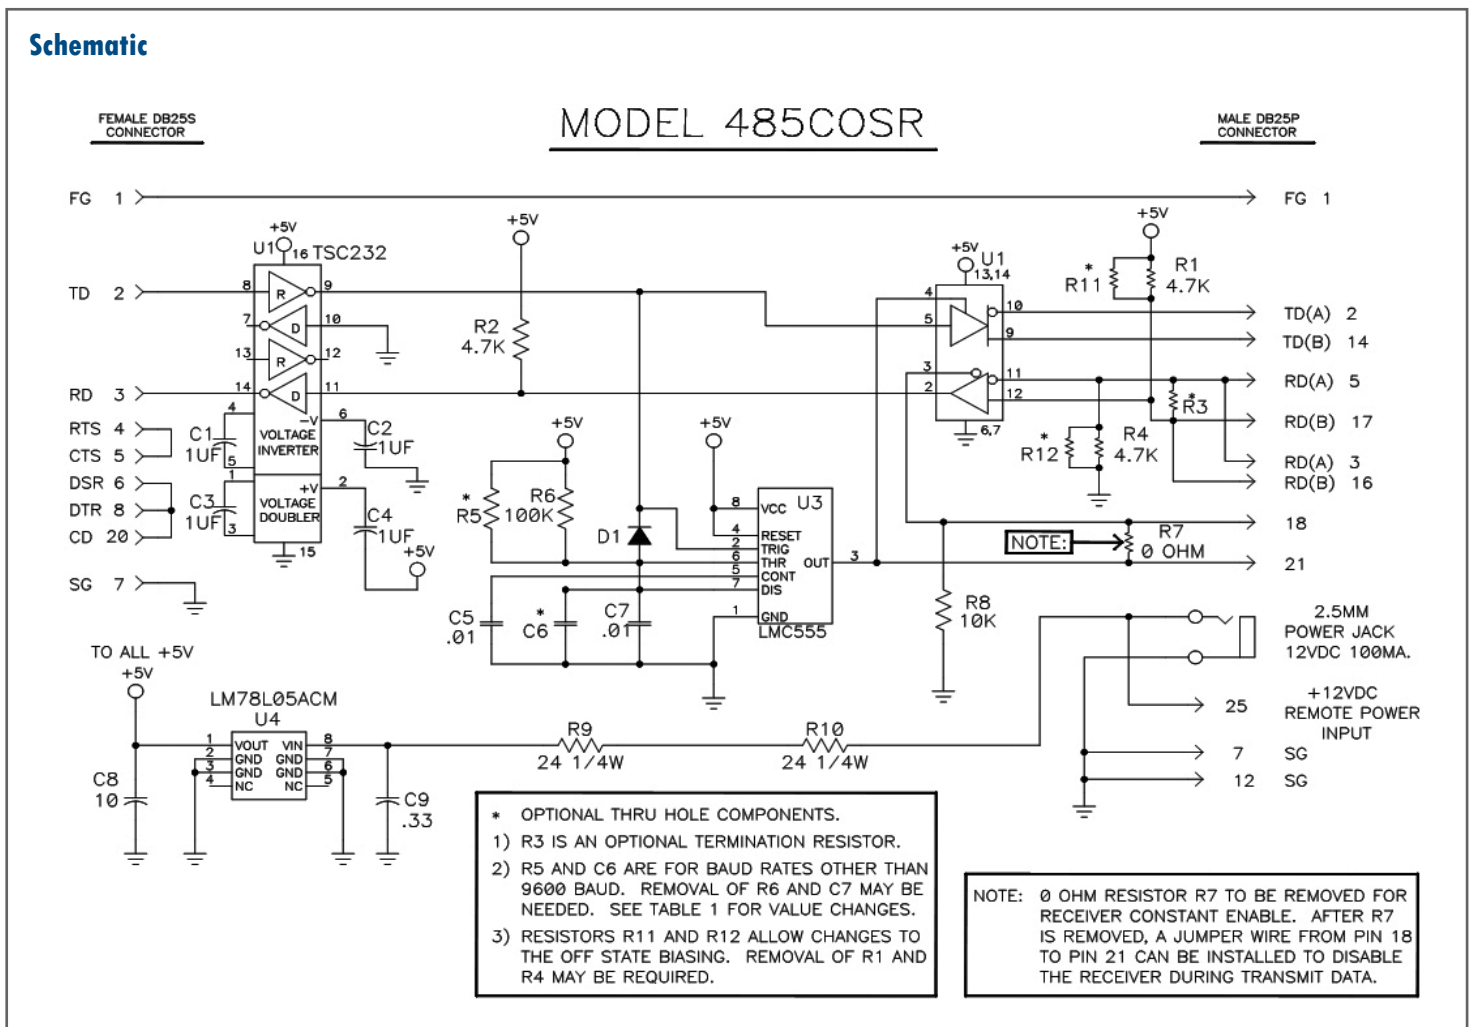 Schematic
MODEL 485COSR
FEMALE DB25S
CONNECTOR
MALE DB25P
CONNECTOR
FG 1
FG 1
+5V
U1
16
TSC232
TD 2
8
R
9
7
D
10
13
R
12
RD 3
14
D
11
RTS 4
CTS 5
DSR 6
DTR 8
CD 20
SG 7
C1
1UF
4
5
-V
VOLTAGE
INVERTER
6
C2
1UF
C3
1UF
1
3
+V
VOLTAGE
DOUBLER
2
C4
1UF
15
+5V
+5V
R2
4.7K
+5V
*
R5
R6
100K
D1
C5
.01
*
C6
C7
.01
+5V
U3
8
VCC
4
RESET
2
TRIG
6
THR
OUT
3
5
CONT
7
DIS
1
GND
LMC555
+5V
U1
13,14
4
5
10
9
3
2
11
12
6,7
+5V
*
R11
R1
4.7K
TD(A) 2
TD(B) 14
RD(A) 5
*
R3
RD(B) 17
*
R12
R4
4.7K
RD(A) 3
RD(B) 16
18
NOTE:
R7
0 OHM
21
R8
10K
2.5MM
POWER JACK
12VDC 100MA.
25
+12VDC
REMOTE POWER
INPUT
7 SG
12 SG
TO ALL +5V
+5V
LM78L05ACM
U4
1
VOUT
VIN
8
2
GND
GND
7
3
GND
GND
6
4
NC
NC
5
C8
10
C9
.33
R9
24 1/4W
R10
24 1/4W
* OPTIONAL THRU HOLE COMPONENTS.
1) R3 IS AN OPTIONAL TERMINATION RESISTOR.
2) R5 AND C6 ARE FOR BAUD RATES OTHER THAN
9600 BAUD. REMOVAL OF R6 AND C7 MAY BE
NEEDED. SEE TABLE 1 FOR VALUE CHANGES.
3) RESISTORS R11 AND R12 ALLOW CHANGES TO
THE OFF STATE BIASING. REMOVAL OF R1 AND
R4 MAY BE REQUIRED.
NOTE: 0 OHM RESISTOR R7 TO BE REMOVED FOR
RECEIVER CONSTANT ENABLE. AFTER R7
IS REMOVED, A JUMPER WIRE FROM PIN 18
TO PIN 21 CAN BE INSTALLED TO DISABLE
THE RECEIVER DURING TRANSMIT DATA.